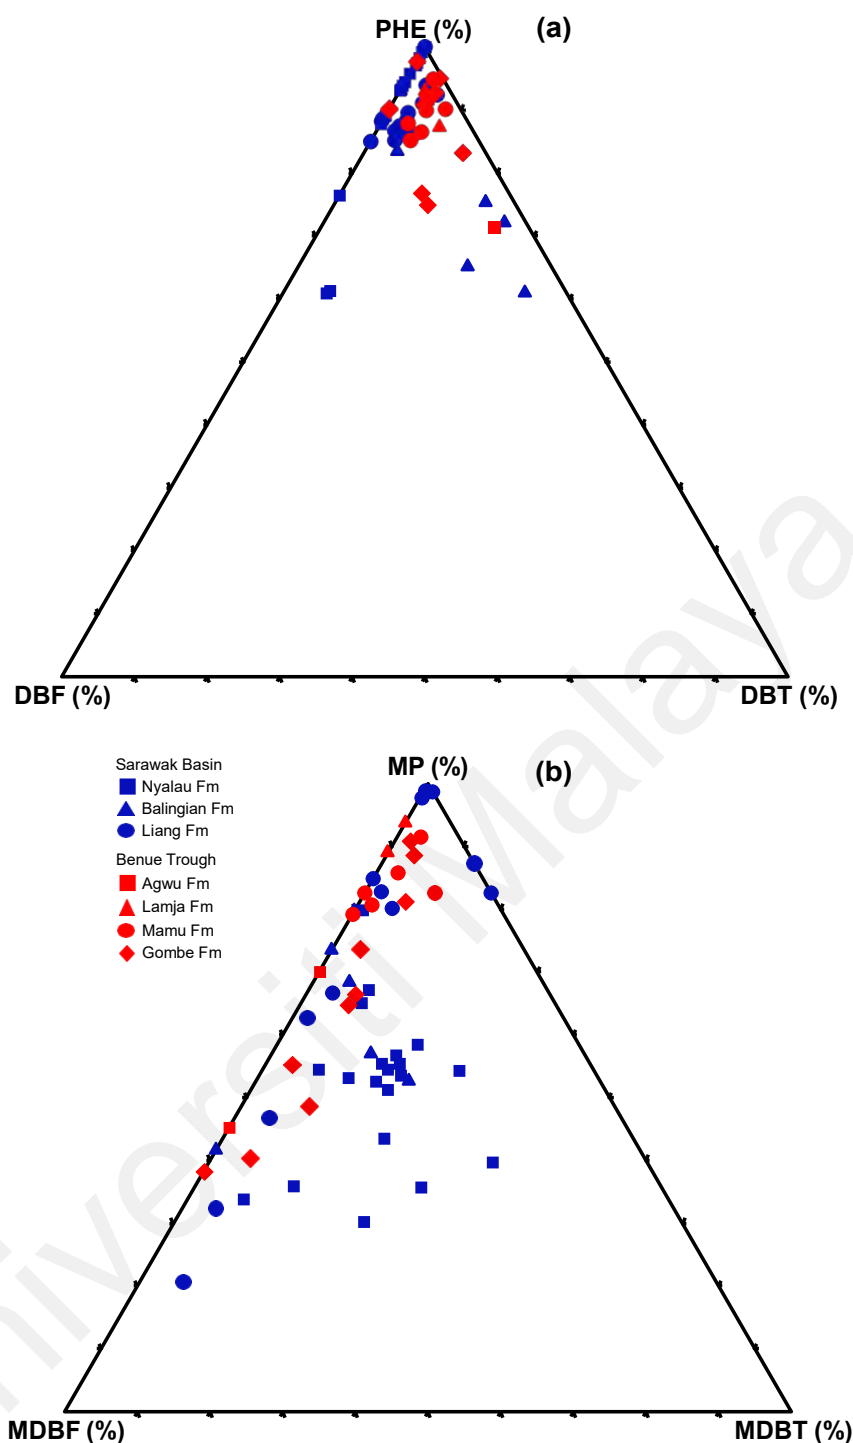 PHE (%)
(a)
DBF (%)
DBT (%)
Sarawak Basin
Nyalau Fm
Balingian Fm
Liang Fm
Benue Trough
Agwu Fm
Lamja Fm
Mamu Fm
Gombe Fm
MP (%)
(b)
MDBF (%)
MDBT (%)
niversiti Malaya